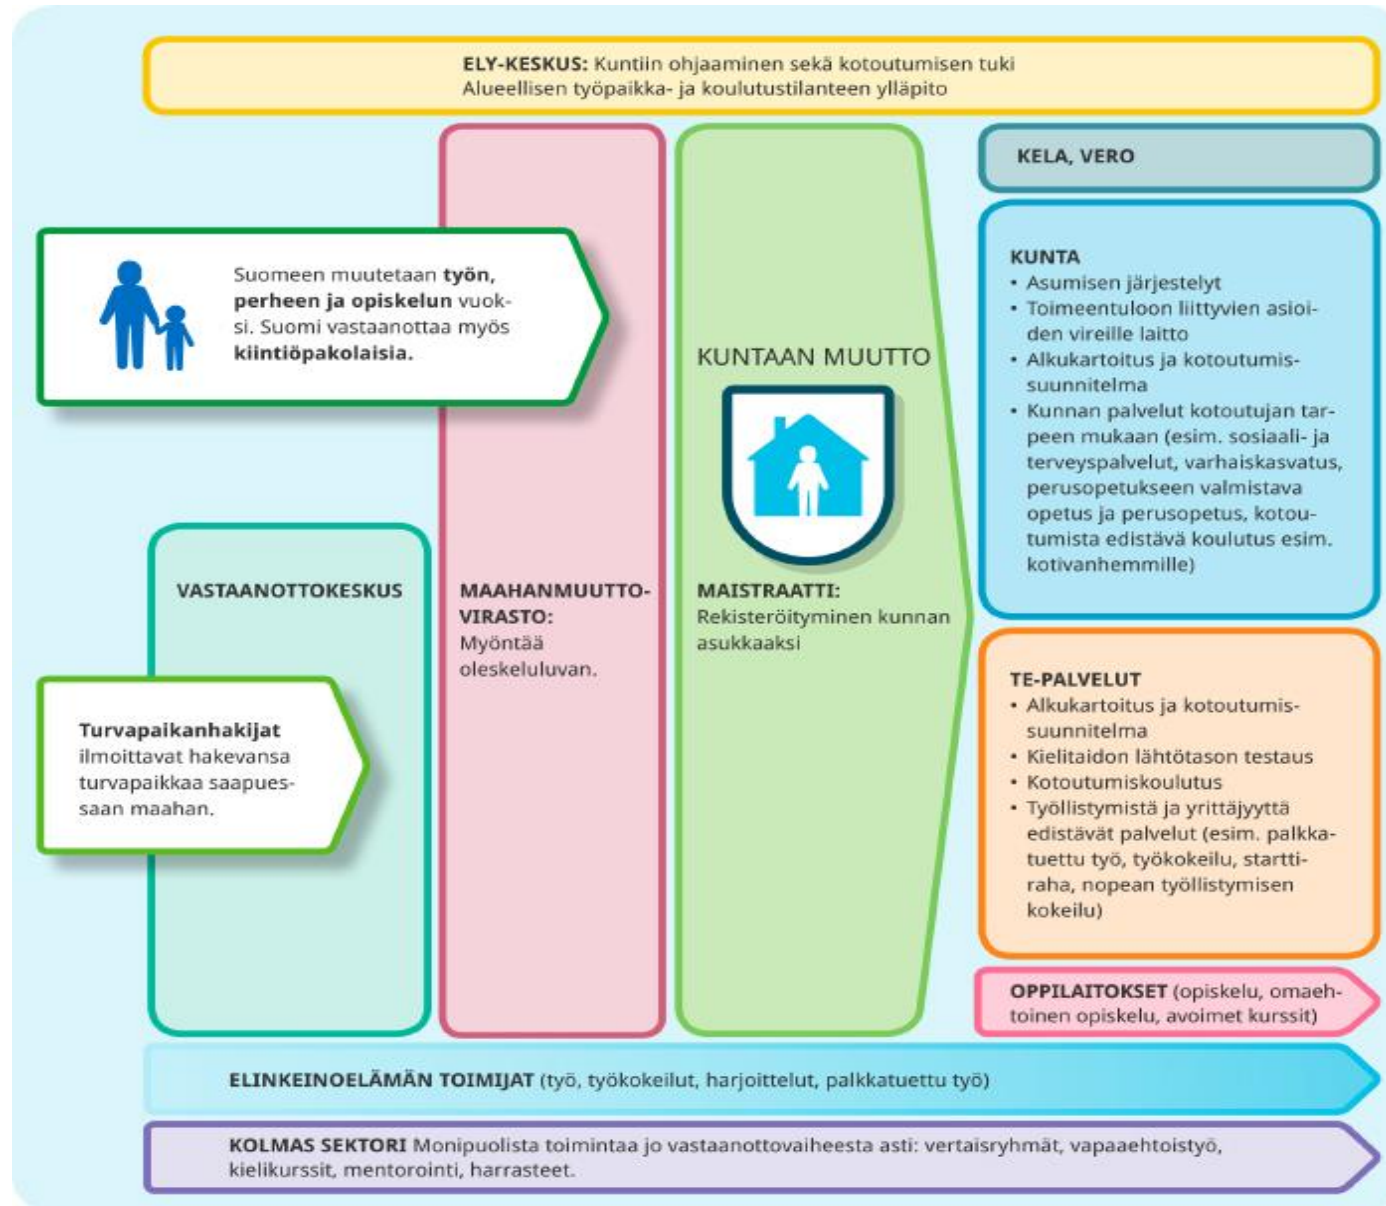 ELY-KESKUS: Kuntiin ohjaaminen sekä kotoutumisen tuki
Alueellisen työpaikka- ja koulutustilanteen ylläpito
Suomeen muutetaan työn,
perheen ja opiskelun vuok-
si. Suomi vastaanottaa myös
kiintiöpakolaisia.
VASTAANOTTOKESKUS
Turvapaikanhakijat
ilmoittavat hakevansa
turvapaikkaa saapues-
saan maahan.
MAAHANMUUTTO-
VIRASTO:
Myöntää
oleskeluluvan.
KUNTAAN MUUTTO
MAISTRAATTI:
Rekisteröityminen kunnan
asukkaaksi
KELA, VERO
KUNTA
• Asumisen järjestelyt
• Toimeentuloon liittyvien asioi-
den vireille laitto
• Alkukartoitus ja kotoutumis-
suunnitelma
• Kunnan palvelut kotoutujan tar-
peen mukaan (esim. sosiaali- ja
terveyspalvelut, varhaiskasvatus,
perusopetukseen valmistava
opetus ja perusopetus, kotou-
tumista edistävä koulutus esim.
kotivanhemmille)
TE-PALVELUT
• Alkukartoitus ja kotoutumis-
suunnitelma
• Kielitaidon lähtötason testaus
• Kotoutumiskoulutus
• Työllistymistä ja yrittäjyyttä
edistävät palvelut (esim. palkka-
tuettu työ, työkokeilu, startti-
raha, nopean työllistymisen
kokeilu)
OPPILAITOKSET (opiskelu, omaeh-
toinen opiskelu, avoimet kurssit)
ELINKEINOELÄMÄN TOIMIJAT (työ, työkokeilut, harjoittelut, palkkatuettu työ)
KOLMAS SEKTORI Monipuolista toimintaa jo vastaanottovaiheesta asti: vertaisryhmät, vapaaehtoistyö,
kielikurssit, mentorointi, harrasteet.